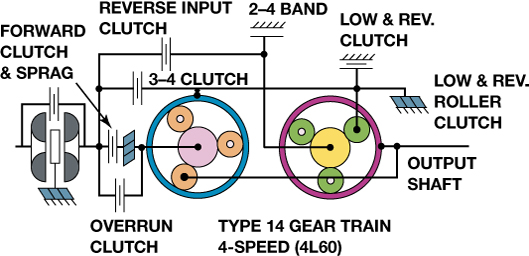 REVERSE INPUT
CLUTCH
2–4 BAND
LOW & REV.
CLUTCH
FORWARD
CLUTCH
& SPRAG
3–4 CLUTCH
LOW & REV.
ROLLER
CLUTCH
OUTPUT
SHAFT
OVERRUN
CLUTCH
TYPE 14 GEAR TRAIN
4-SPEED (4L60)